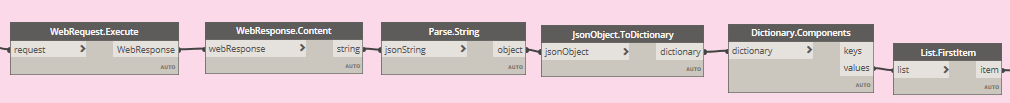 WebRequest.Execute
request > WebResponse
AUTO
WebResponse.Content
webResponse > string
AUTO
Parse.String
jsonString > object
AUTO
JsonObject.ToDictionary
jsonObject > dictionary
AUTO
Dictionary.Components
dictionary > keys
values
AUTO
List.FirstItem
list > item
AUTO